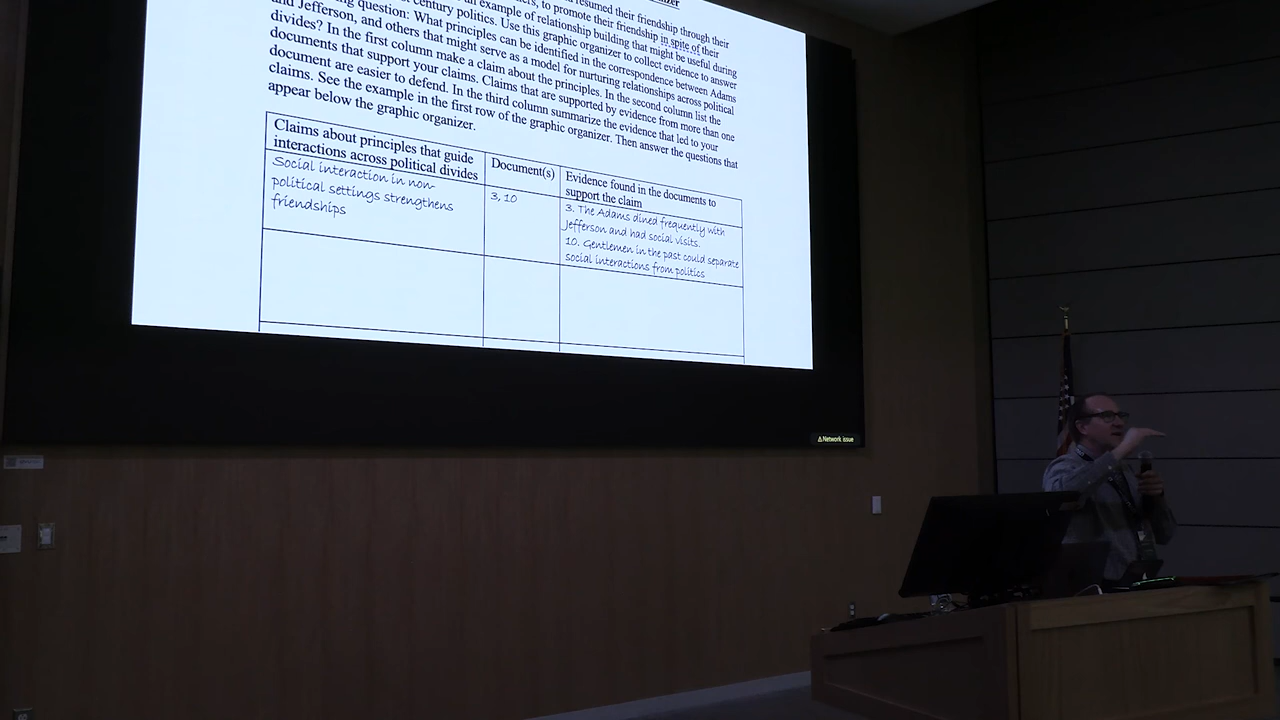 resumed their friendship through their
to promote their friendship in spite of their
an example of relationship building that might be useful during
century politics. Use this graphic organizer to collect evidence to answer
question: What principles can be identified in the correspondence between Adams
and Jefferson, and others that might serve as a model for nurturing relationships across political
divides? In the first column make a claim about the principles. In the second column list the
documents that support your claims. Claims that are supported by evidence from more than one
document are easier to defend. In the third column summarize the evidence that led to your
claims. See the example in the first row of the graphic organizer. Then answer the questions that
appear below the graphic organizer.
Claims about principles that guide
interactions across political divides
Document(s)
Evidence found in the documents to
support the claim
Social interaction in non-
political settings strengthens
friendships
3, 10
3. The Adams dined frequently with
Jefferson and had social visits.
10. Gentlemen in the past could separate
social interactions from politics
⚠Network issue